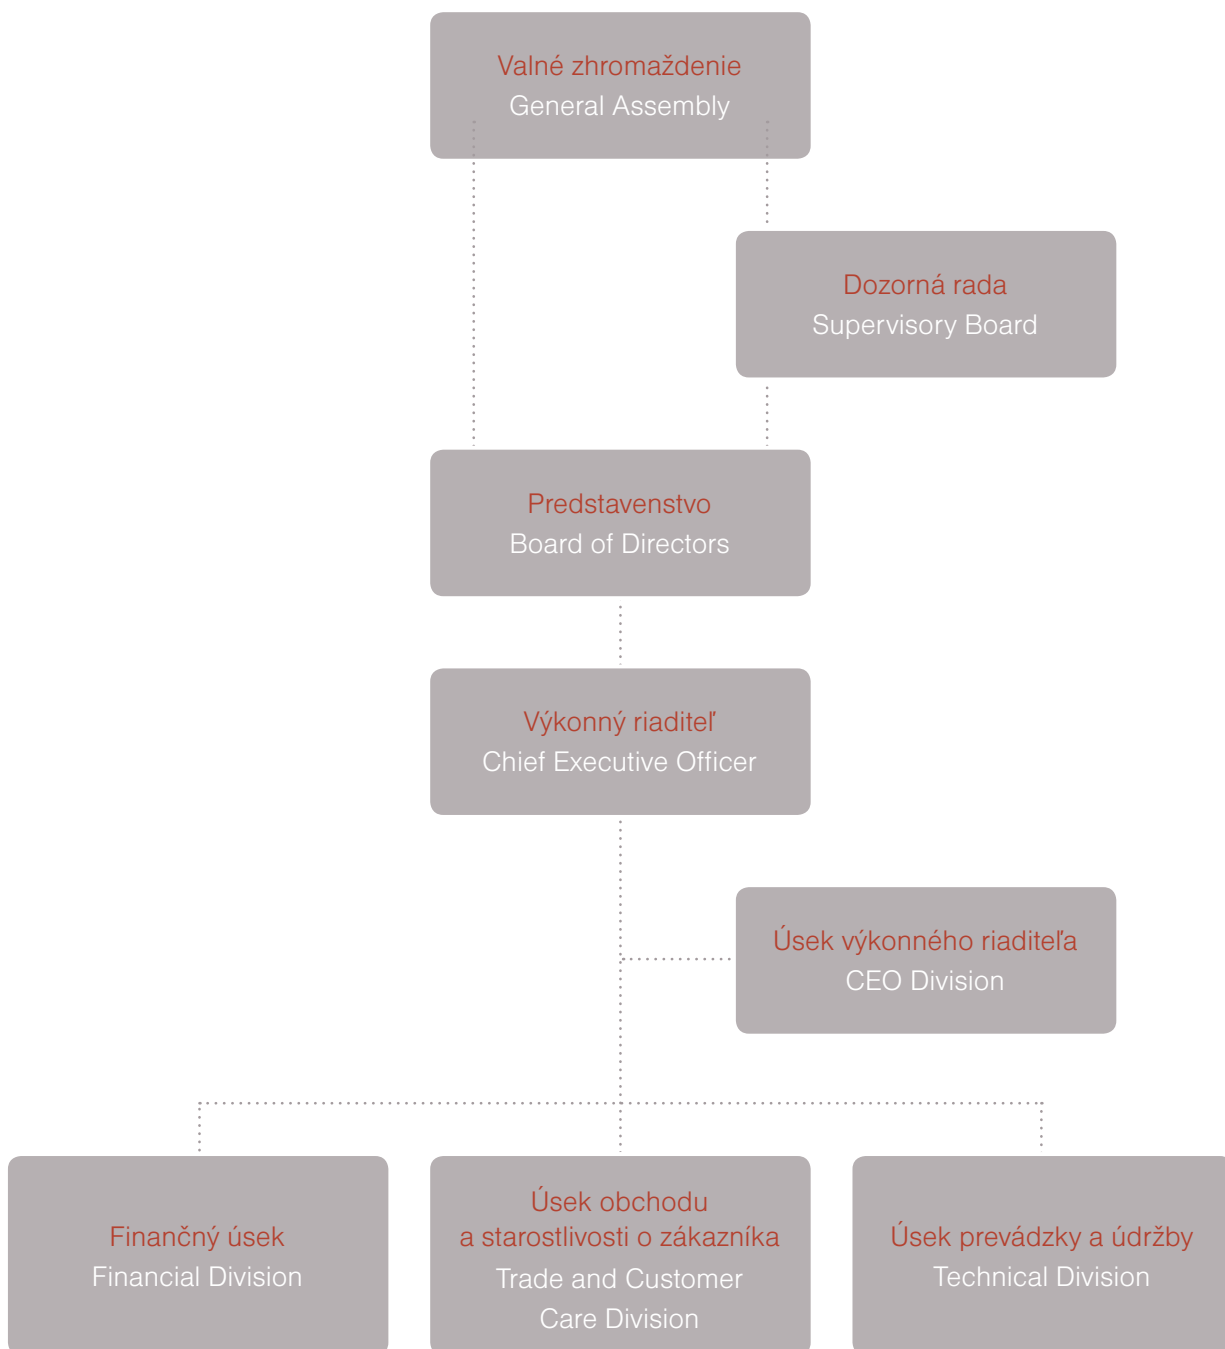 Valné zhromaždenie
General Assembly
Dozorná rada
Supervisory Board
Predstavenstvo
Board of Directors
Výkonný riaditeľ
Chief Executive Officer
Úsek výkonného riaditeľa
CEO Division
Finančný úsek
Financial Division
Úsek obchodu
a starostlivosti o zákazníka
Trade and Customer
Care Division
Úsek prevádzky a údržby
Technical Division